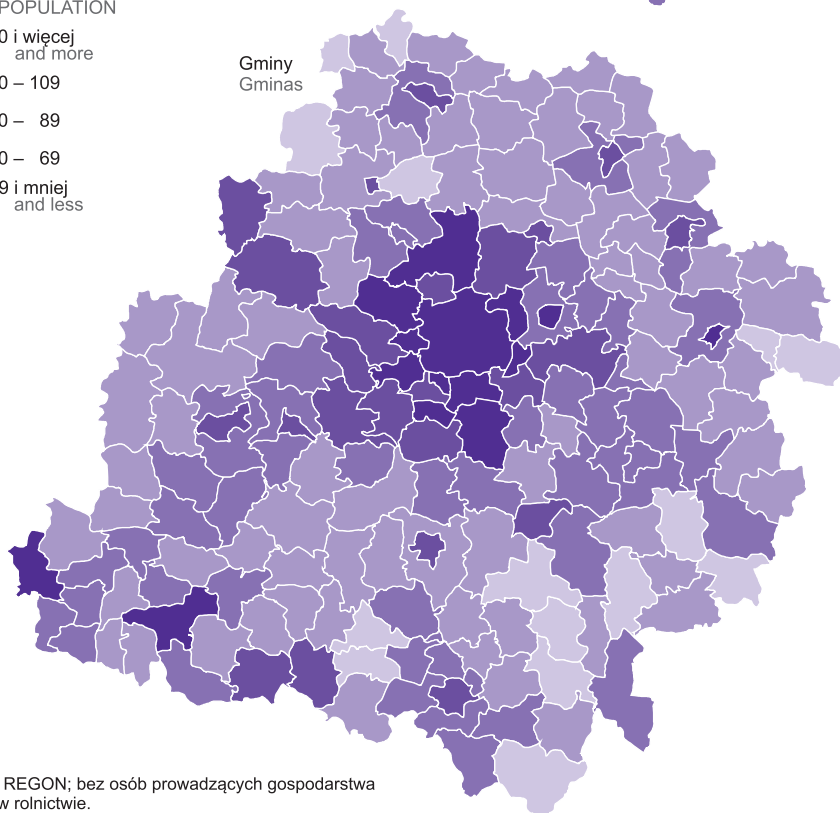 POPULATION
0 i więcej
and more
0 – 109
0 – 89
0 – 69
9 i mniej
and less
Gminy
Gminas
REGON; bez osób prowadzących gospodarstwa
w rolnictwie.